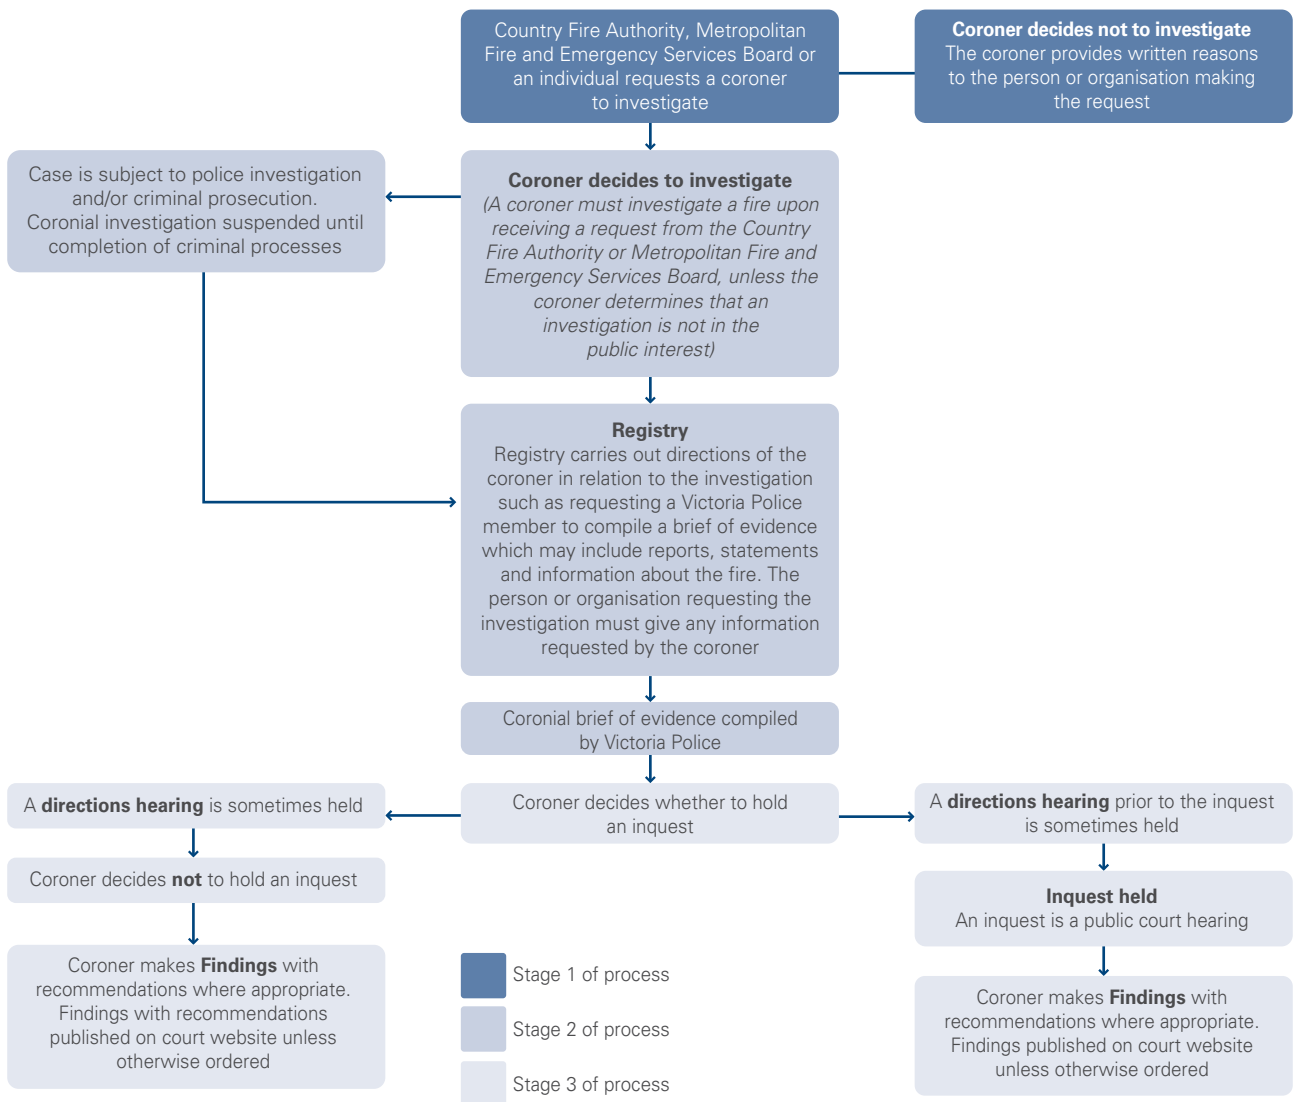 Country Fire Authority, Metropolitan
Fire and Emergency Services Board or
an individual requests a coroner
to investigate
Coroner decides not to investigate
The coroner provides written reasons
to the person or organisation making
the request
Case is subject to police investigation
and/or criminal prosecution.
Coronial investigation suspended until
completion of criminal processes
Coroner decides to investigate
(A coroner must investigate a fire upon
receiving a request from the Country
Fire Authority or Metropolitan Fire and
Emergency Services Board, unless the
coroner determines that an
investigation is not in the
public interest)
Registry
Registry carries out directions of the
coroner in relation to the investigation
such as requesting a Victoria Police
member to compile a brief of evidence
which may include reports, statements
and information about the fire. The
person or organisation requesting the
investigation must give any information
requested by the coroner
Coronial brief of evidence compiled
by Victoria Police
Coroner decides whether to hold
an inquest
A directions hearing is sometimes held
Coroner decides not to hold an inquest
Coroner makes Findings with
recommendations where appropriate.
Findings with recommendations
published on court website unless
otherwise ordered
A directions hearing prior to the inquest
is sometimes held
Inquest held
An inquest is a public court hearing
Coroner makes Findings with
recommendations where appropriate.
Findings published on court website
unless otherwise ordered
Stage 1 of process
Stage 2 of process
Stage 3 of process